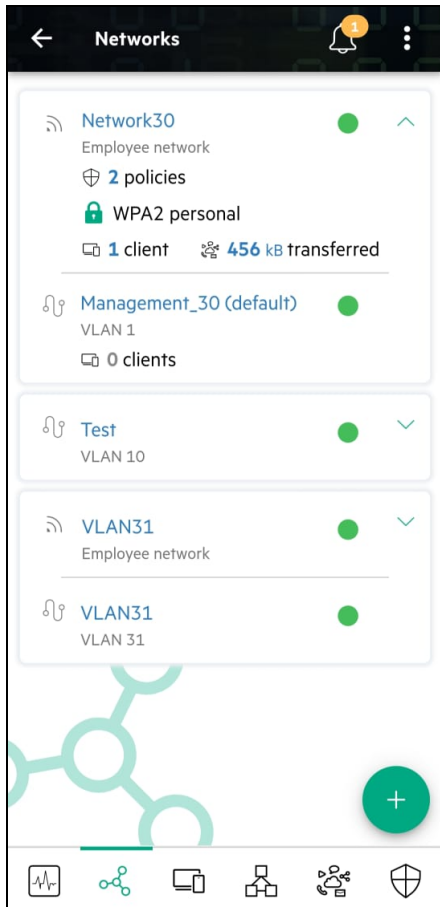 Networks
1
Network30
Employee network
2 policies
WPA2 personal
1 client 456 kB transferred
Management_30 (default)
VLAN 1
0 clients
Test
VLAN 10
VLAN31
Employee network
VLAN31
VLAN 31